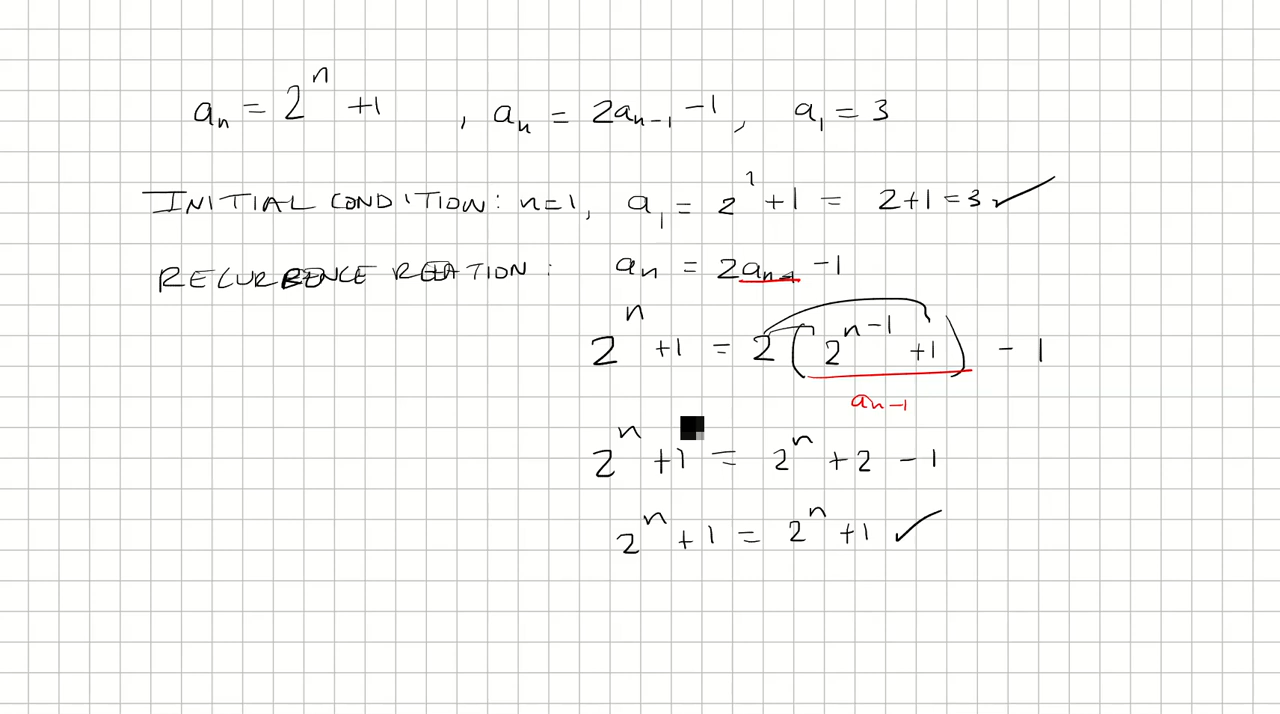 aₙ = 2ⁿ +1 , aₙ = 2aₙ₋₁ -1, a₁ = 3
INITIAL CONDITION: n=1, a₁ = 2¹ +1 = 2+1=3 ✓
RECURRENCE RELATION: aₙ = 2aₙ₋₁ -1
2ⁿ +1 = 2(2ⁿ⁻¹ +1) - 1
aₙ₋₁
2ⁿ +1 = 2ⁿ +2 -1
2ⁿ +1 = 2ⁿ +1 ✓